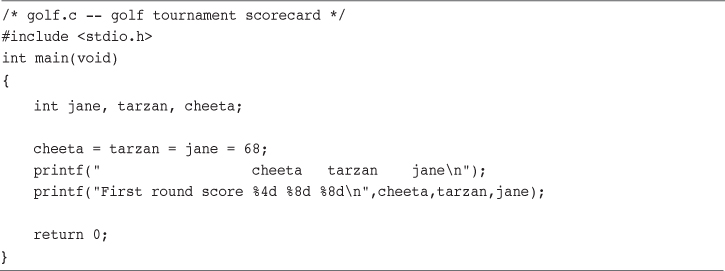 /* golf.c -- golf tournament scorecard */
#include <stdio.h>
int main(void)
{
    int jane, tarzan, cheeta;

    cheeta = tarzan = jane = 68;
    printf("                  cheeta   tarzan    jane\n");
    printf("First round score %4d %8d %8d\n",cheeta,tarzan,jane);

    return 0;
}